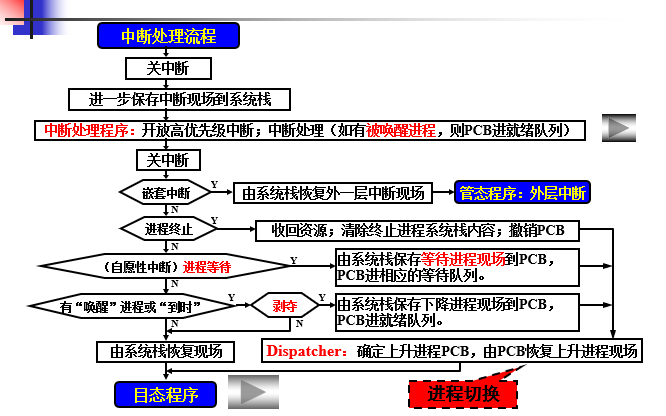 中断处理流程
关中断
进一步保存中断现场到系统栈
中断处理程序：开放高优先级中断；中断处理（如有被唤醒进程，则PCB进就绪队列）
关中断
嵌套中断
Y
由系统栈恢复外一层中断现场
管态程序：外层中断
N
进程终止
Y
收回资源；清除终止进程系统栈内容；撤销PCB
N
（自愿性中断）进程等待
Y
由系统栈保存等待进程现场到PCB，
PCB进相应的等待队列。
N
有“唤醒”进程或“到时”
Y
剥夺
Y
由系统栈保存下降进程现场到PCB，
PCB进就绪队列。
N
N
由系统栈恢复现场
Dispatcher：确定上升进程PCB，由PCB恢复上升进程现场
目态程序
进程切换